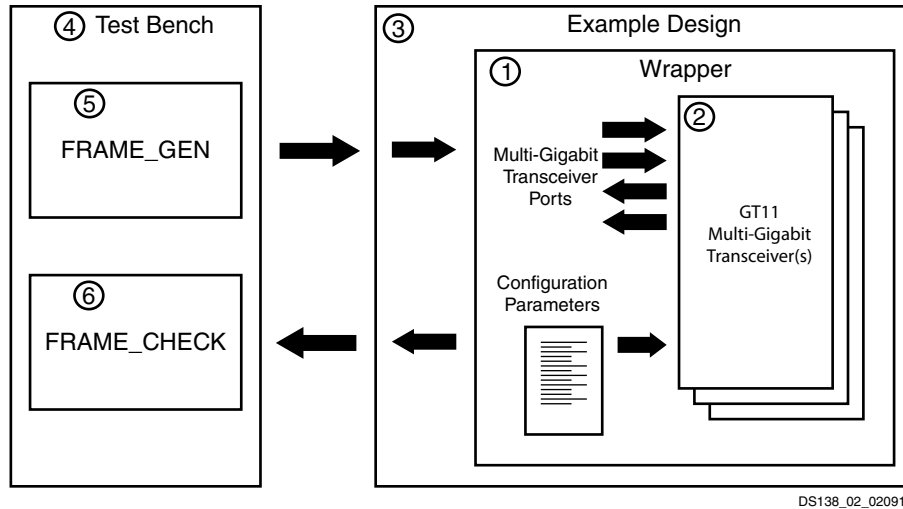 4 Test Bench
5
FRAME_GEN
6
FRAME_CHECK
3
Example Design
1
Wrapper
Multi-Gigabit
Transceiver
Ports
2
GT11
Multi-Gigabit
Transceiver(s)
Configuration
Parameters
DS138_02_02091